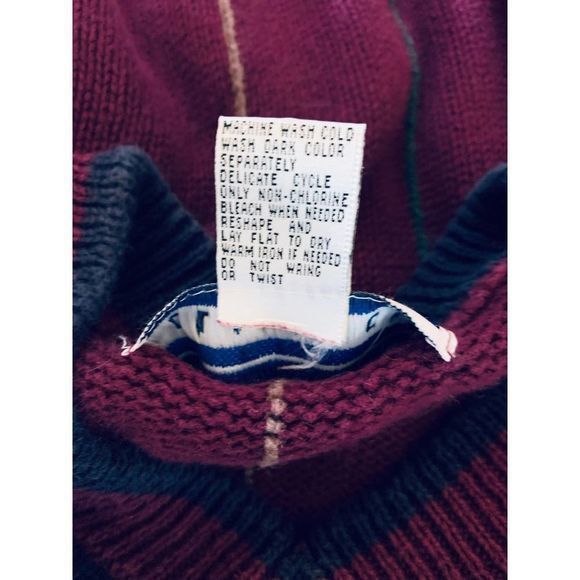 MACHINE WASH COLD
WASH DARK COLOR
SEPARATELY
DELICATE CYCLE
ONLY NON-CHLORINE
BLEACH WHEN NEEDED
RESHAPE AND
LAY FLAT TO DRY
WARM IRON IF NEEDED
DO NOT WRING
OR TWIST